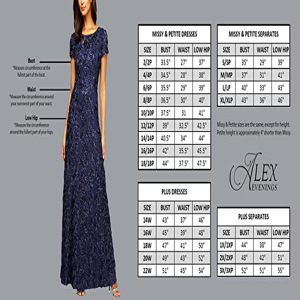 Bust
*Measure circumference
at the fullest part of the bust.
Waist
*Measure the circumference around
your narrowest part of your waist.
Low Hip
*Measure the circumference
around the fullest part of your hips.
MISSY & PETITE DRESSES
SIZE BUST WAIST LOW HIP
2/2P 33.5" 27" 37"
4/4P 34.5" 28" 38"
6/6P 35.5" 29" 39"
8/8P 36.5" 30" 40"
10/10P 37.5" 31" 41"
12/12P 39" 32.5" 42.5"
14/14P 40.5" 34" 44"
16/16P 42" 35.5" 45.5"
18/18P 44" 37.5" 47.5"
MISSY & PETITE SEPARATES
SIZE BUST WAIST LOW HIP
S/SP 35" 29" 39"
M/MP 37" 31" 41"
L/LP 40" 33" 43"
XL/XLP 43" 36" 46"
Missy & Petite sizes are the same, except for height.
Petite height is approximately 4" shorter than Missy.
ALEX
EVENINGS
PLUS DRESSES
SIZE BUST WAIST LOW HIP
14W 43" 37" 46"
16W 45" 39" 48"
18W 47" 41" 50"
20W 49" 43" 52"
22W 51" 45" 54"
PLUS SEPARATES
SIZE BUST WAIST LOW HIP
1X/1XP 44" 38" 47"
2X/2XP 48" 42" 51"
3X/3XP 52" 51" 55"